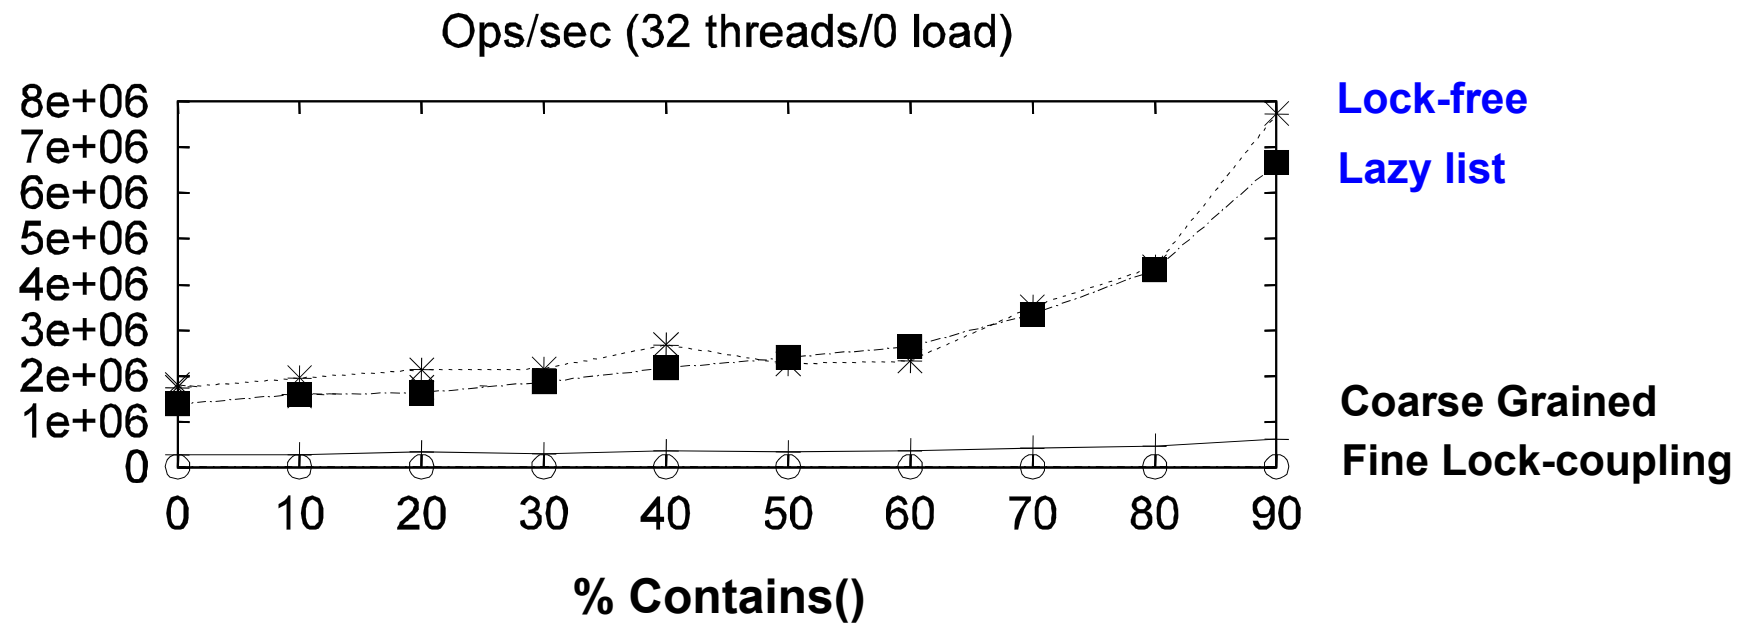 Ops/sec (32 threads/0 load)
8e+06
7e+06
6e+06
5e+06
4e+06
3e+06
2e+06
1e+06
0
0 10 20 30 40 50 60 70 80 90
% Contains()
Lock-free
Lazy list
Coarse Grained
Fine Lock-coupling